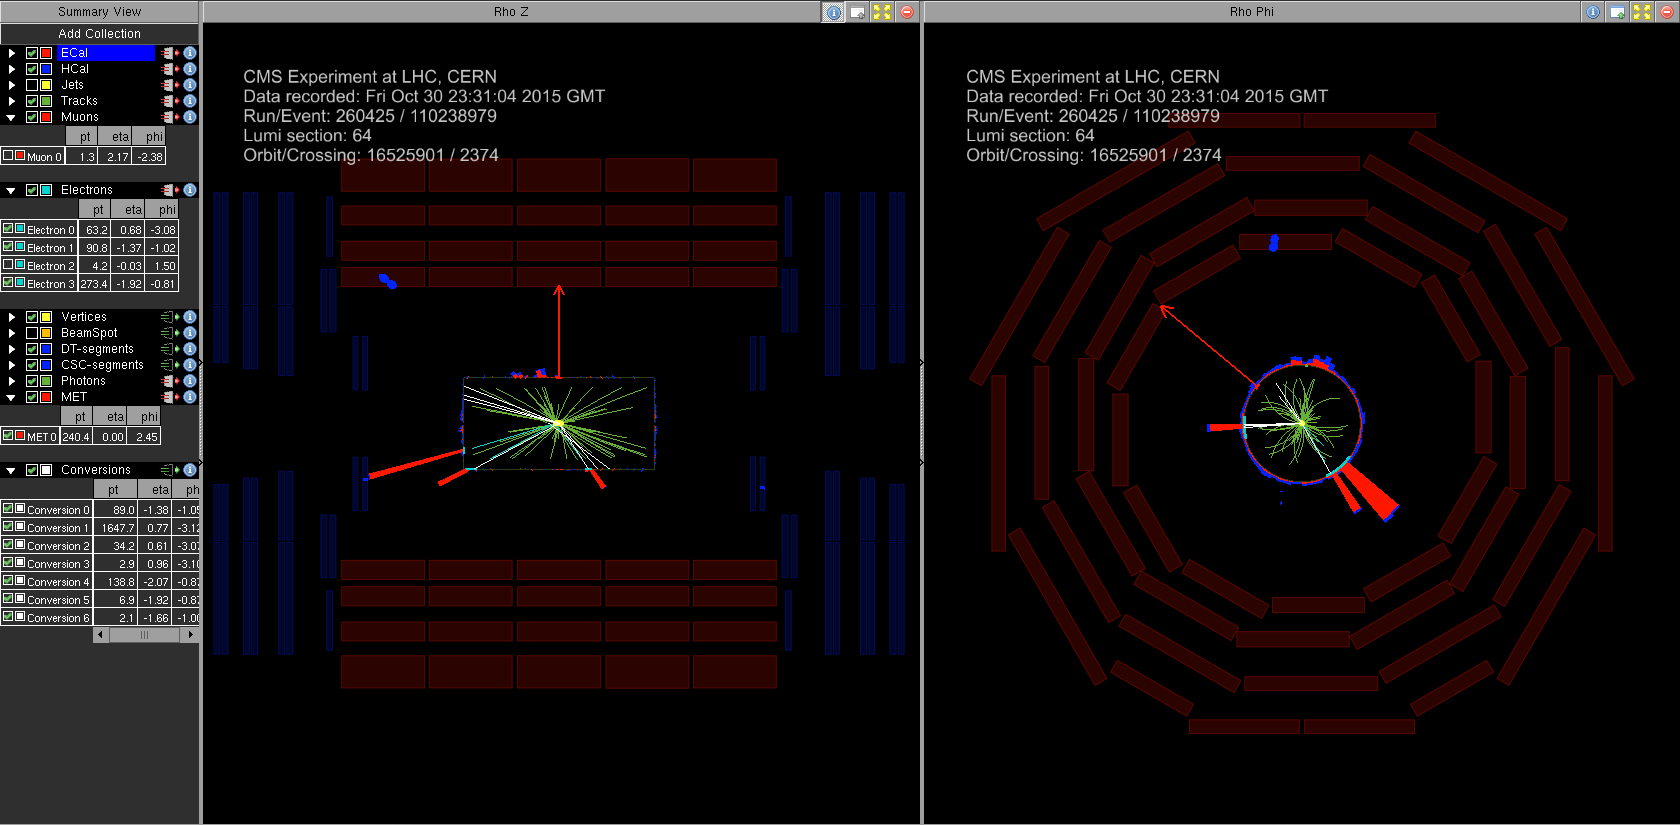 Summary View
Add Collection
ECal
HCal
Jets
Tracks
Muons
pt eta phi
Muon 0 1.3 2.17 -2.38
Electrons
pt eta phi
Electron 0 63.2 0.68 -3.08
Electron 1 90.8 -1.37 -1.02
Electron 2 4.2 -0.03 1.50
Electron 3 273.4 -1.92 -0.81
Vertices
BeamSpot
DT-segments
CSC-segments
Photons
MET
pt eta phi
MET 0 240.4 0.00 2.45
Conversions
pt eta ph
Conversion 0 89.0 -1.38 -1.05
Conversion 1 1647.7 0.77 -3.12
Conversion 2 34.2 0.61 -3.07
Conversion 3 2.9 0.96 -3.10
Conversion 4 138.8 -2.07 -0.87
Conversion 5 6.9 -1.92 -0.87
Conversion 6 2.1 -1.66 -1.00
Rho Z
CMS Experiment at LHC, CERN
Data recorded: Fri Oct 30 23:31:04 2015 GMT
Run/Event: 260425 / 110238979
Lumi section: 64
Orbit/Crossing: 16525901 / 2374
Rho Phi
CMS Experiment at LHC, CERN
Data recorded: Fri Oct 30 23:31:04 2015 GMT
Run/Event: 260425 / 110238979
Lumi section: 64
Orbit/Crossing: 16525901 / 2374